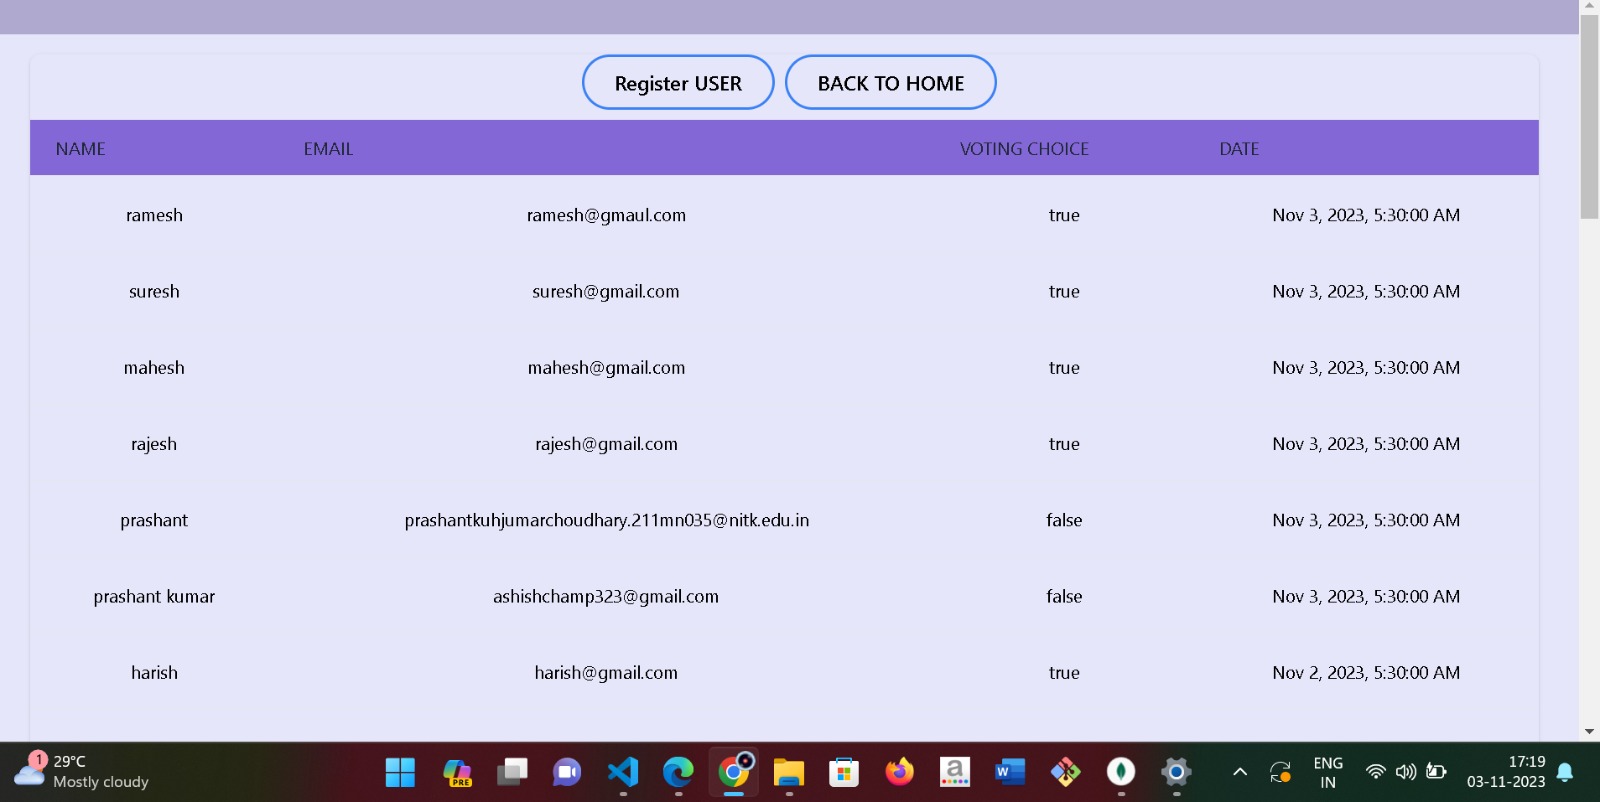 Register USER BACK TO HOME
NAME EMAIL VOTING CHOICE DATE
ramesh ramesh@gmaul.com true Nov 3, 2023, 5:30:00 AM
suresh suresh@gmail.com true Nov 3, 2023, 5:30:00 AM
mahesh mahesh@gmail.com true Nov 3, 2023, 5:30:00 AM
rajesh rajesh@gmail.com true Nov 3, 2023, 5:30:00 AM
prashant prashantkuhjumarchoudhary.211mn035@nitk.edu.in false Nov 3, 2023, 5:30:00 AM
prashant kumar ashishchamp323@gmail.com false Nov 3, 2023, 5:30:00 AM
harish harish@gmail.com true Nov 2, 2023, 5:30:00 AM
1 29°C
Mostly cloudy
PRE
a
W
ENG
IN
17:19
03-11-2023